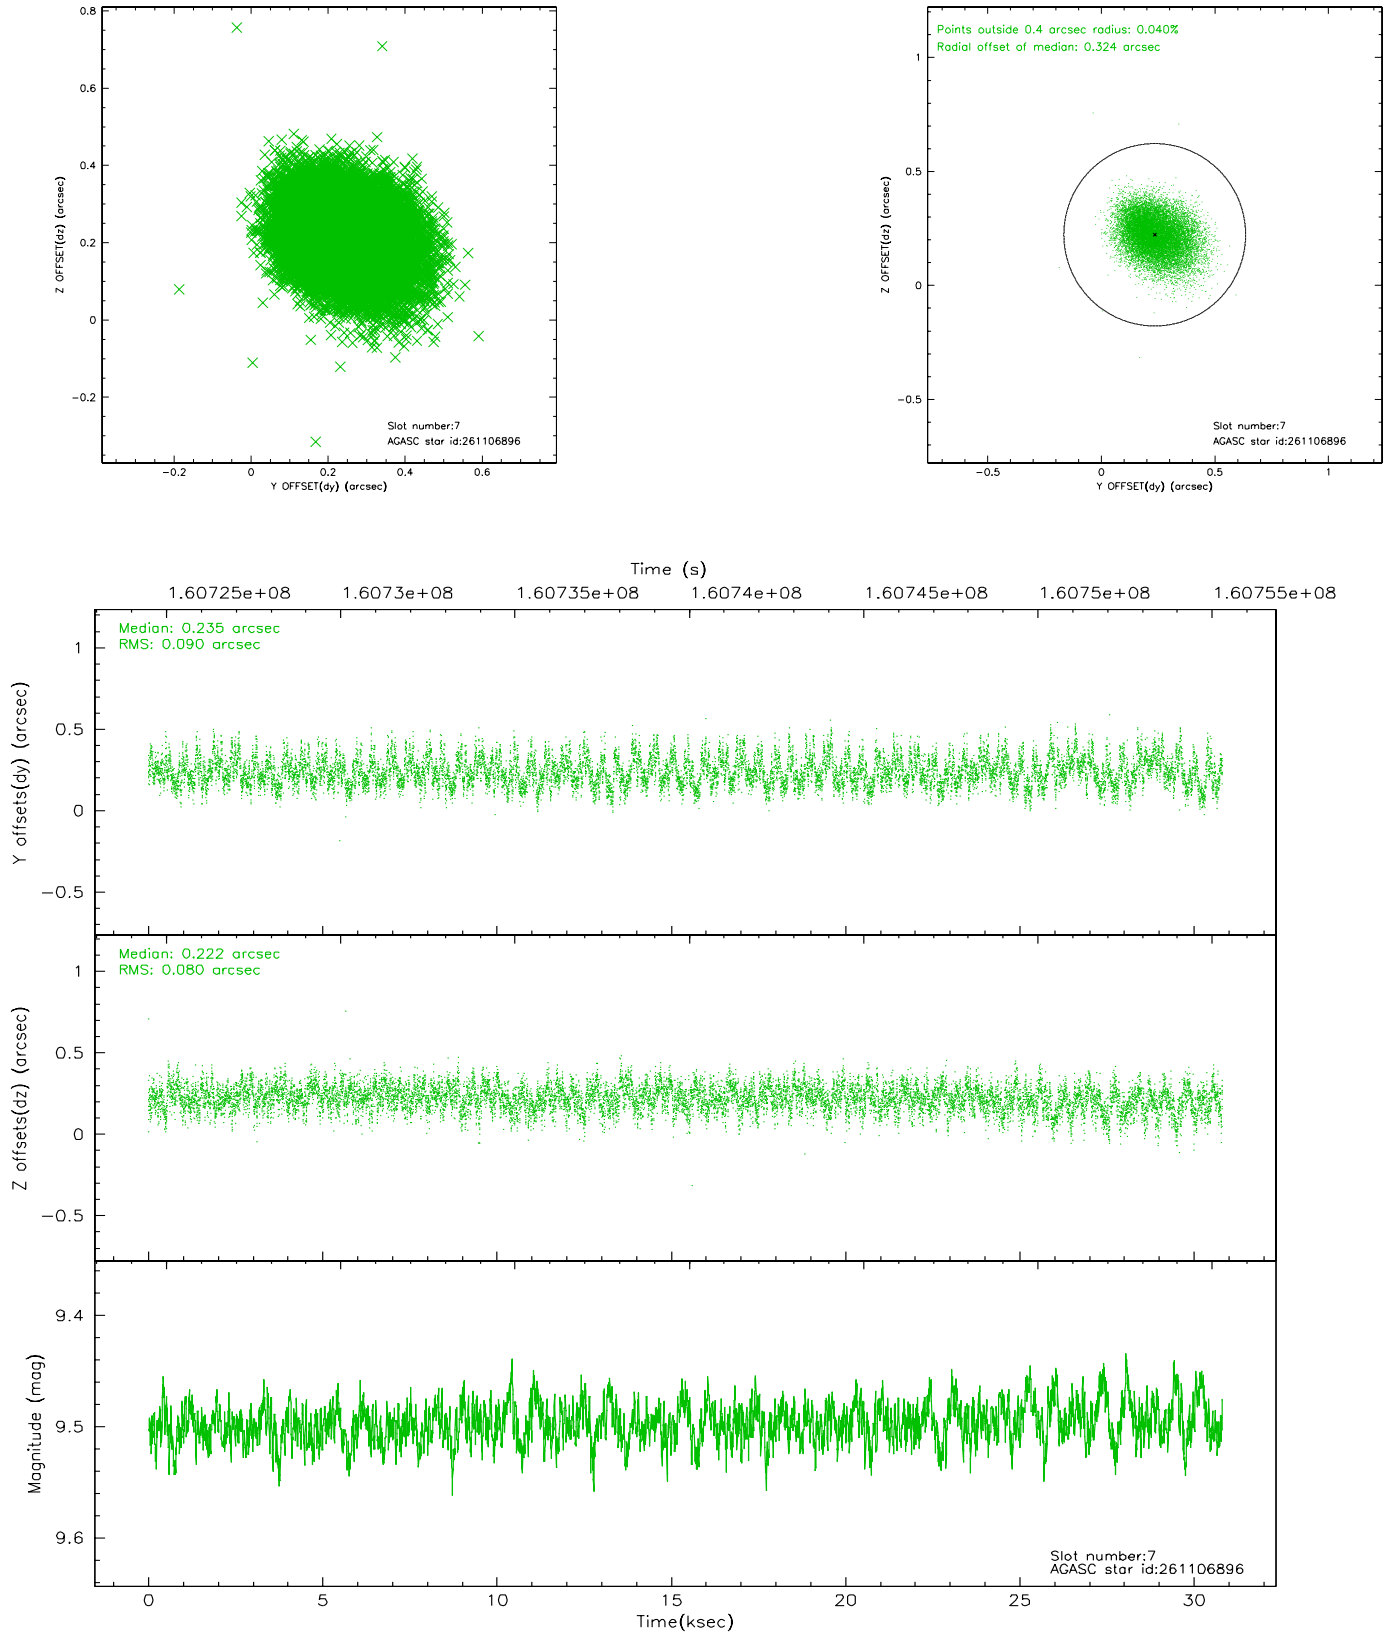 0.8
0.6
0.4
0.2
0
−0.2
Z OFFSET(dz) (arcsec)
Slot number:7
AGASC star id:261106896
−0.2 0 0.2 0.4 0.6
Y OFFSET(dy) (arcsec)
Points outside 0.4 arcsec radius: 0.040%
Radial offset of median: 0.324 arcsec
1
0.5
0
−0.5
Z OFFSET(dz) (arcsec)
Slot number:7
AGASC star id:261106896
−0.5 0 0.5 1
Y OFFSET(dy) (arcsec)
Time (s)
1.60725e+08 1.6073e+08 1.60735e+08 1.6074e+08 1.60745e+08 1.6075e+08 1.60755e+08
Median: 0.235 arcsec
RMS: 0.090 arcsec
1
0.5
0
−0.5
Y offsets(dy) (arcsec)
Median: 0.222 arcsec
RMS: 0.080 arcsec
1
0.5
0
−0.5
Z offsets(dz) (arcsec)
9.4
9.5
9.6
Magnitude (mag)
Slot number:7
AGASC star id:261106896
0 5 10 15 20 25 30
Time(ksec)